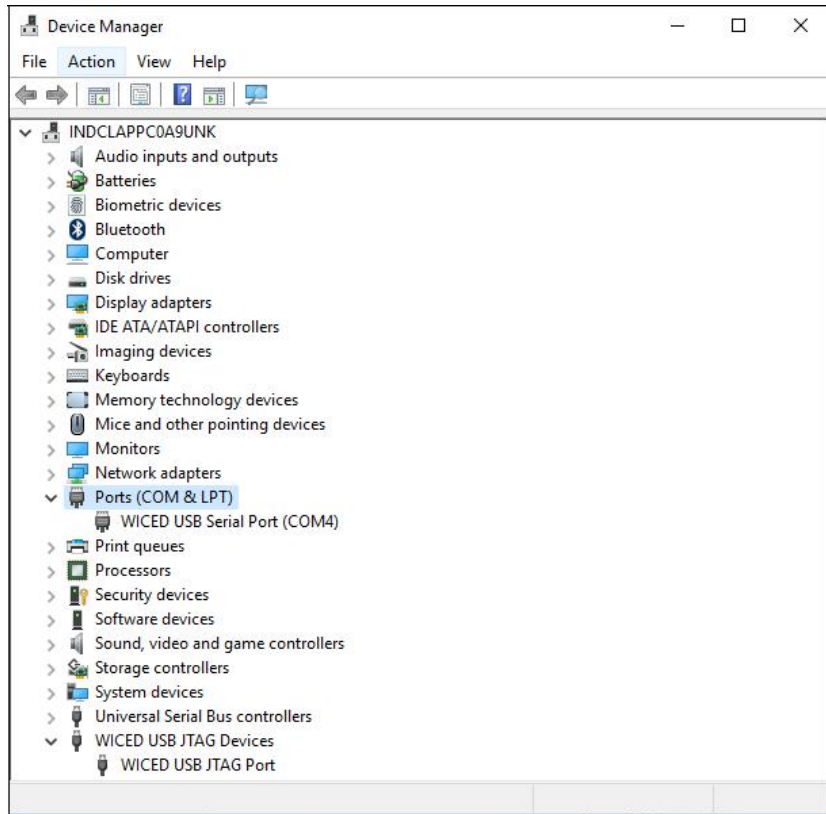 Device Manager
File Action View Help
INDCLAPPC0A9UNK
Audio inputs and outputs
Batteries
Biometric devices
Bluetooth
Computer
Disk drives
Display adapters
IDE ATA/ATAPI controllers
Imaging devices
Keyboards
Memory technology devices
Mice and other pointing devices
Monitors
Network adapters
Ports (COM & LPT)
WICED USB Serial Port (COM4)
Print queues
Processors
Security devices
Software devices
Sound, video and game controllers
Storage controllers
System devices
Universal Serial Bus controllers
WICED USB JTAG Devices
WICED USB JTAG Port